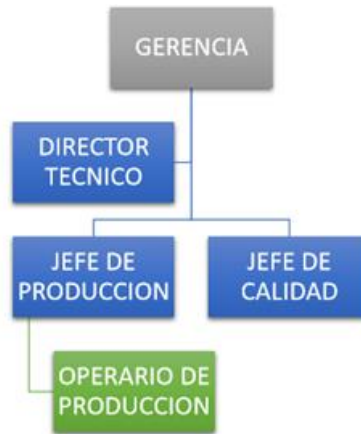 GERENCIA
DIRECTOR
TECNICO
JEFE DE
PRODUCCION
JEFE DE
CALIDAD
OPERARIO DE
PRODUCCION